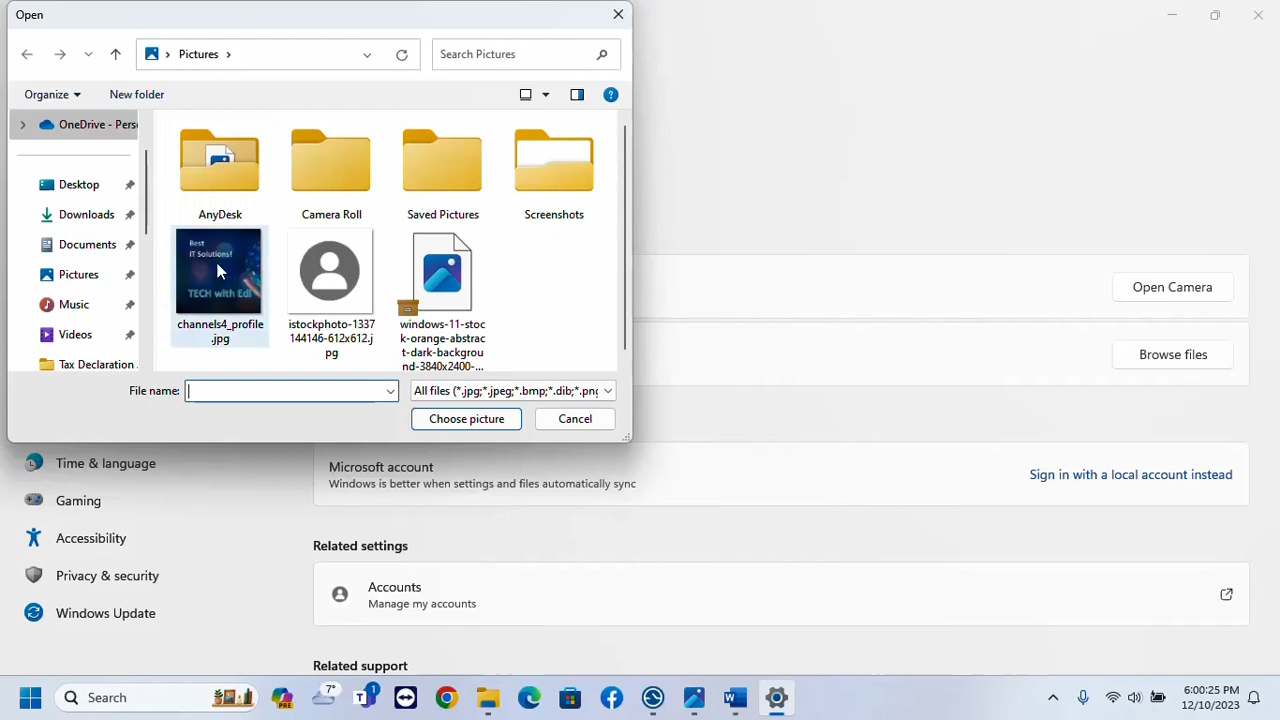 Open
Pictures
Search Pictures
Organize
New folder
OneDrive - Pers
Desktop
Downloads
Documents
Pictures
Music
Videos
Tax Declaration
AnyDesk
Camera Roll
Saved Pictures
Screenshots
Best
IT Solutions!
TECH with Edi
channels4_profile
.jpg
istockphoto-1337
144146-612x612.j
pg
windows-11-stoc
k-orange-abstrac
t-dark-backgrou
nd-3840x2400-...
File name:
All files (*.jpg;*.jpeg;*.bmp;*.dib;*.png
Choose picture
Cancel
Open Camera
Browse files
Time & language
Gaming
Accessibility
Privacy & security
Windows Update
Microsoft account
Windows is better when settings and files automatically sync
Sign in with a local account instead
Related settings
Accounts
Manage my accounts
Related support
Search
PRE
7°
1
6:00:25 PM
12/10/2023